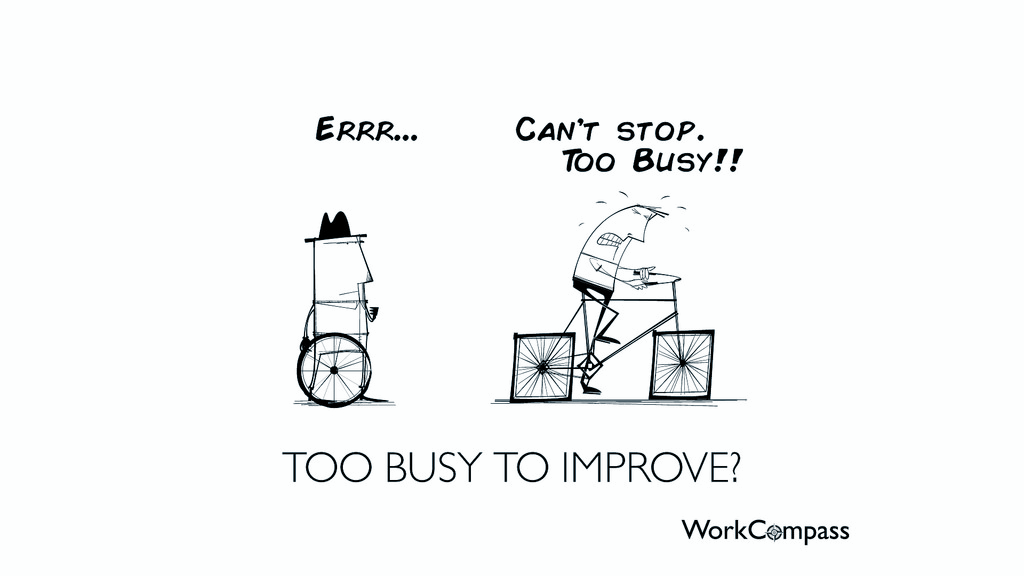 Errr...
Can't stop.
Too Busy!!
TOO BUSY TO IMPROVE?
WorkCompass